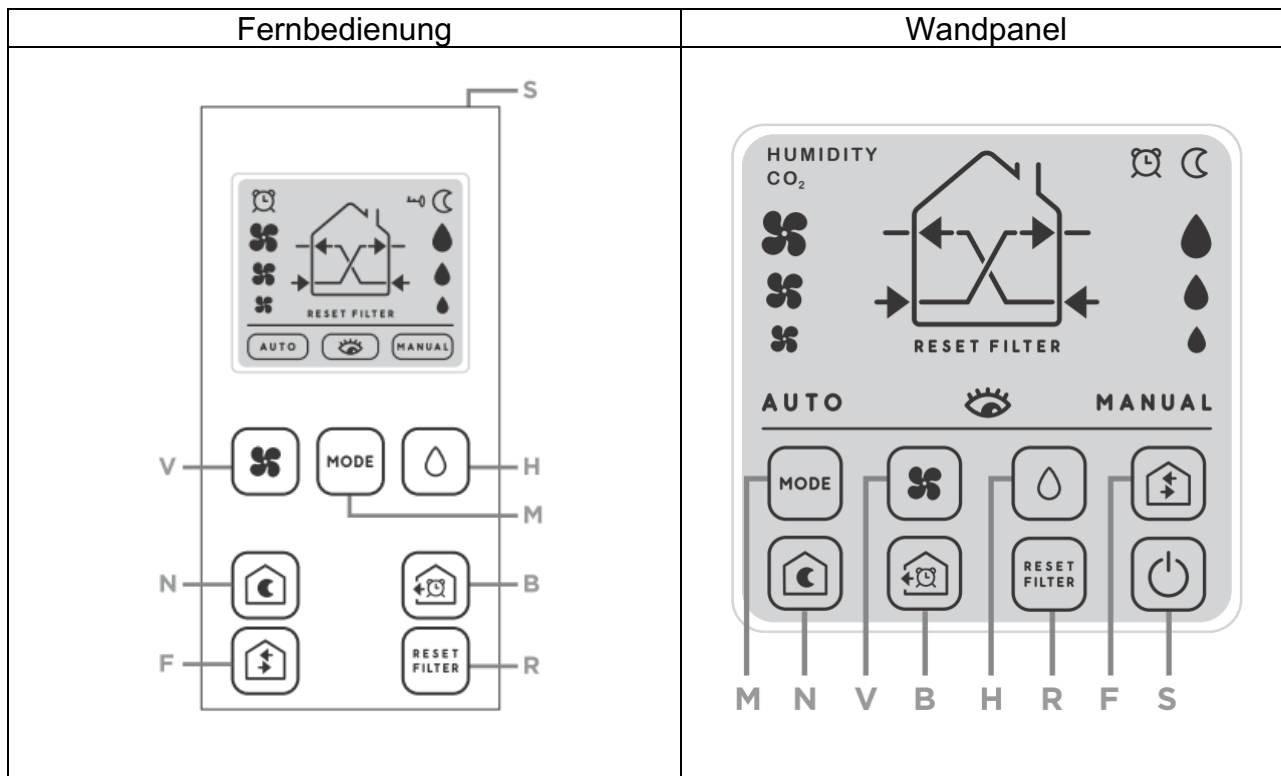 Fernbedienung
Wandpanel
S
RESET FILTER
AUTO MANUAL
V
MODE
H
M
N
B
F
RESET
FILTER
R
HUMIDITY
CO₂
RESET FILTER
AUTO MANUAL
MODE
RESET
FILTER
M N V B H R F S